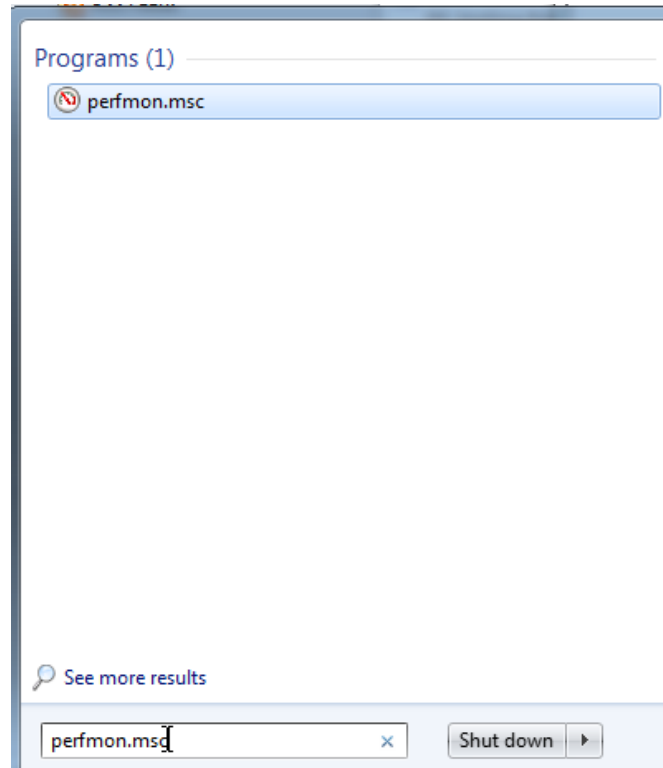 Programs (1)
perfmon.msc
See more results
perfmon.msc
Shut down